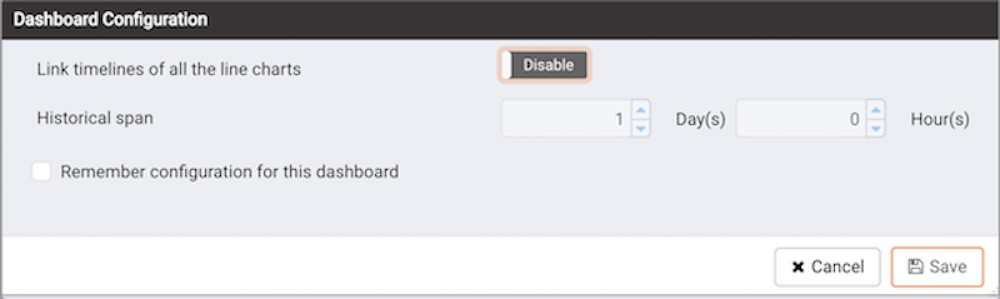 Dashboard Configuration
Link timelines of all the line charts Disable
Historical span 1 Day(s) 0 Hour(s)
Remember configuration for this dashboard
Cancel Save